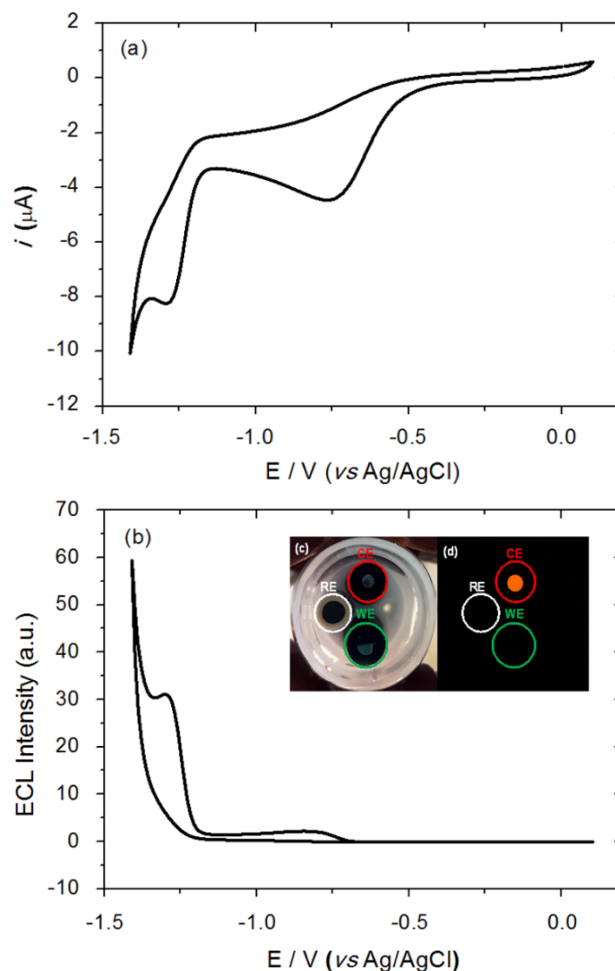 (a)
0
-2
-4
-6
-8
-10
-12
i (μA)
-1.5 -1.0 -0.5 0.0
E / V (vs Ag/AgCl)
(b)
70
60
50
40
30
20
10
0
-10
ECL Intensity (a.u.)
(c) CE
RE
WE
(d) CE
RE
WE
-1.5 -1.0 -0.5 0.0
E / V (vs Ag/AgCl)